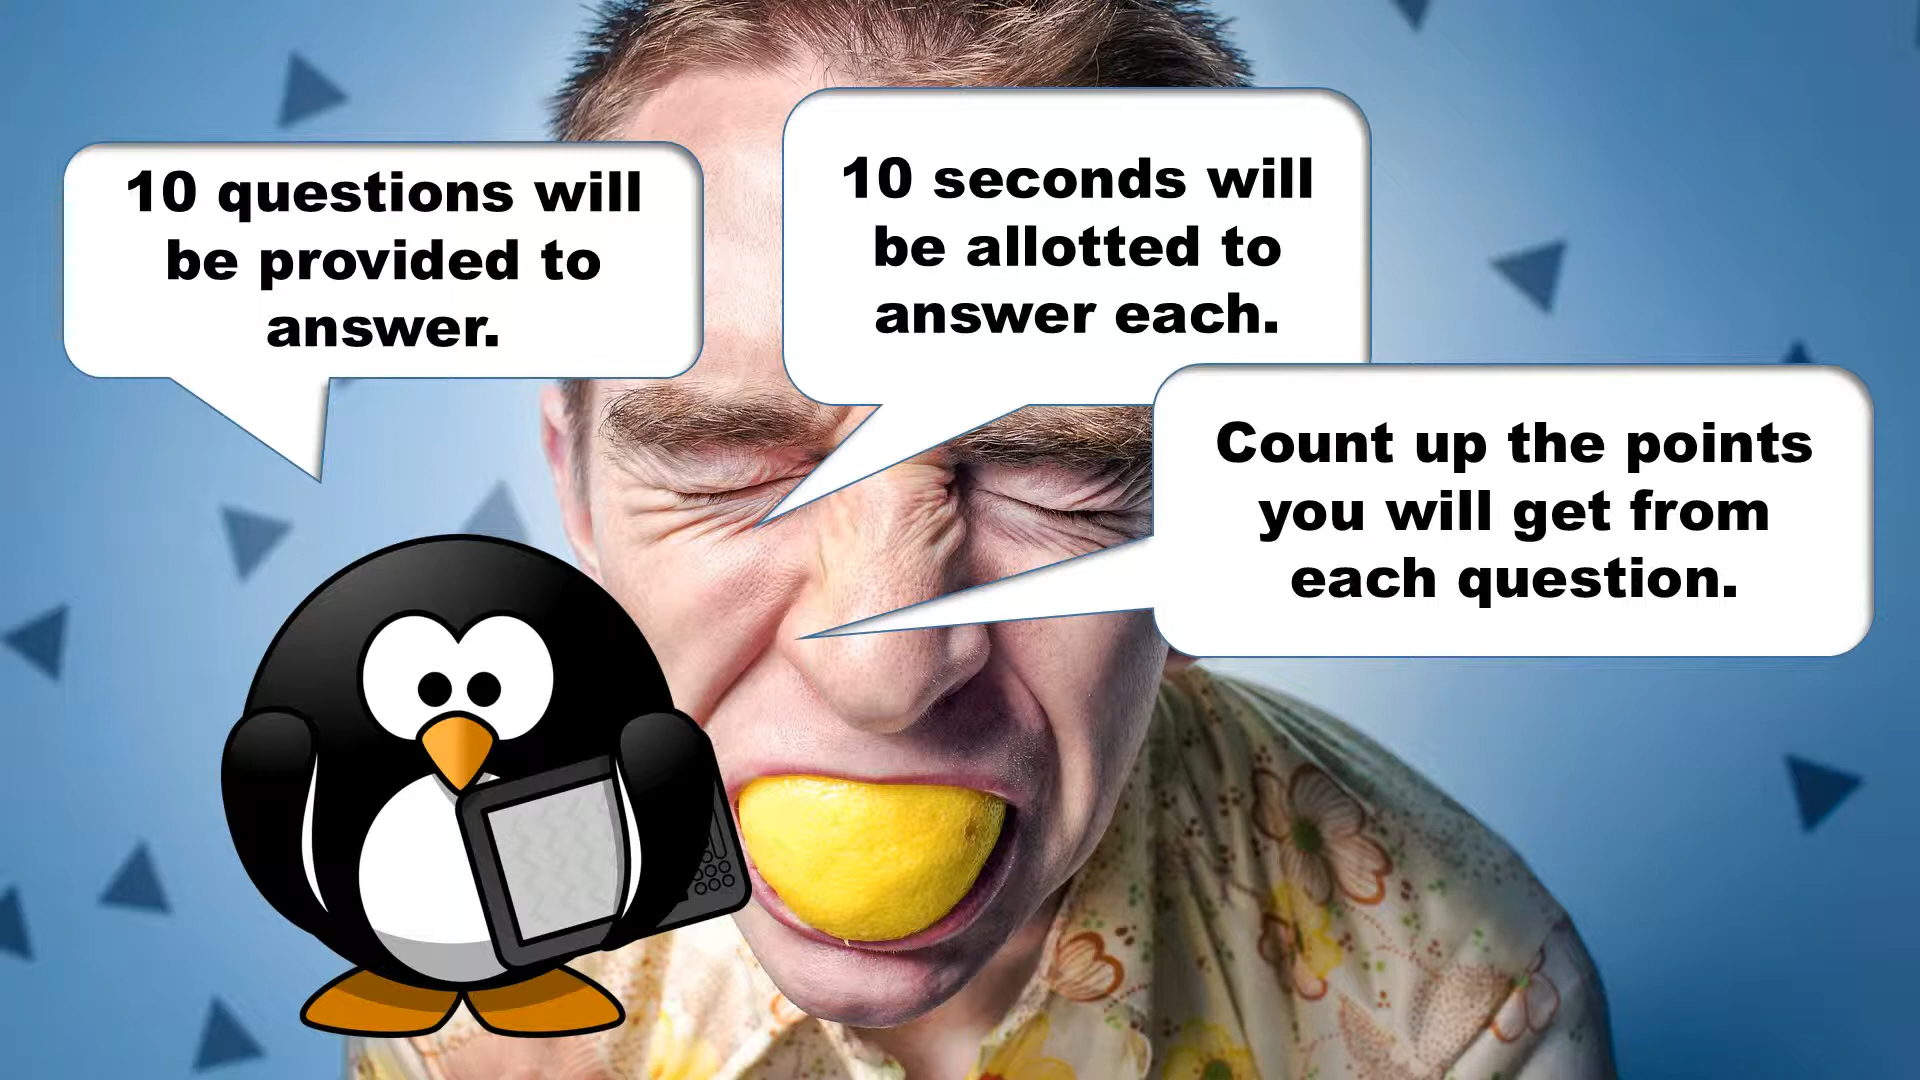 10 questions will
be provided to
answer.
10 seconds will
be allotted to
answer each.
Count up the points
you will get from
each question.